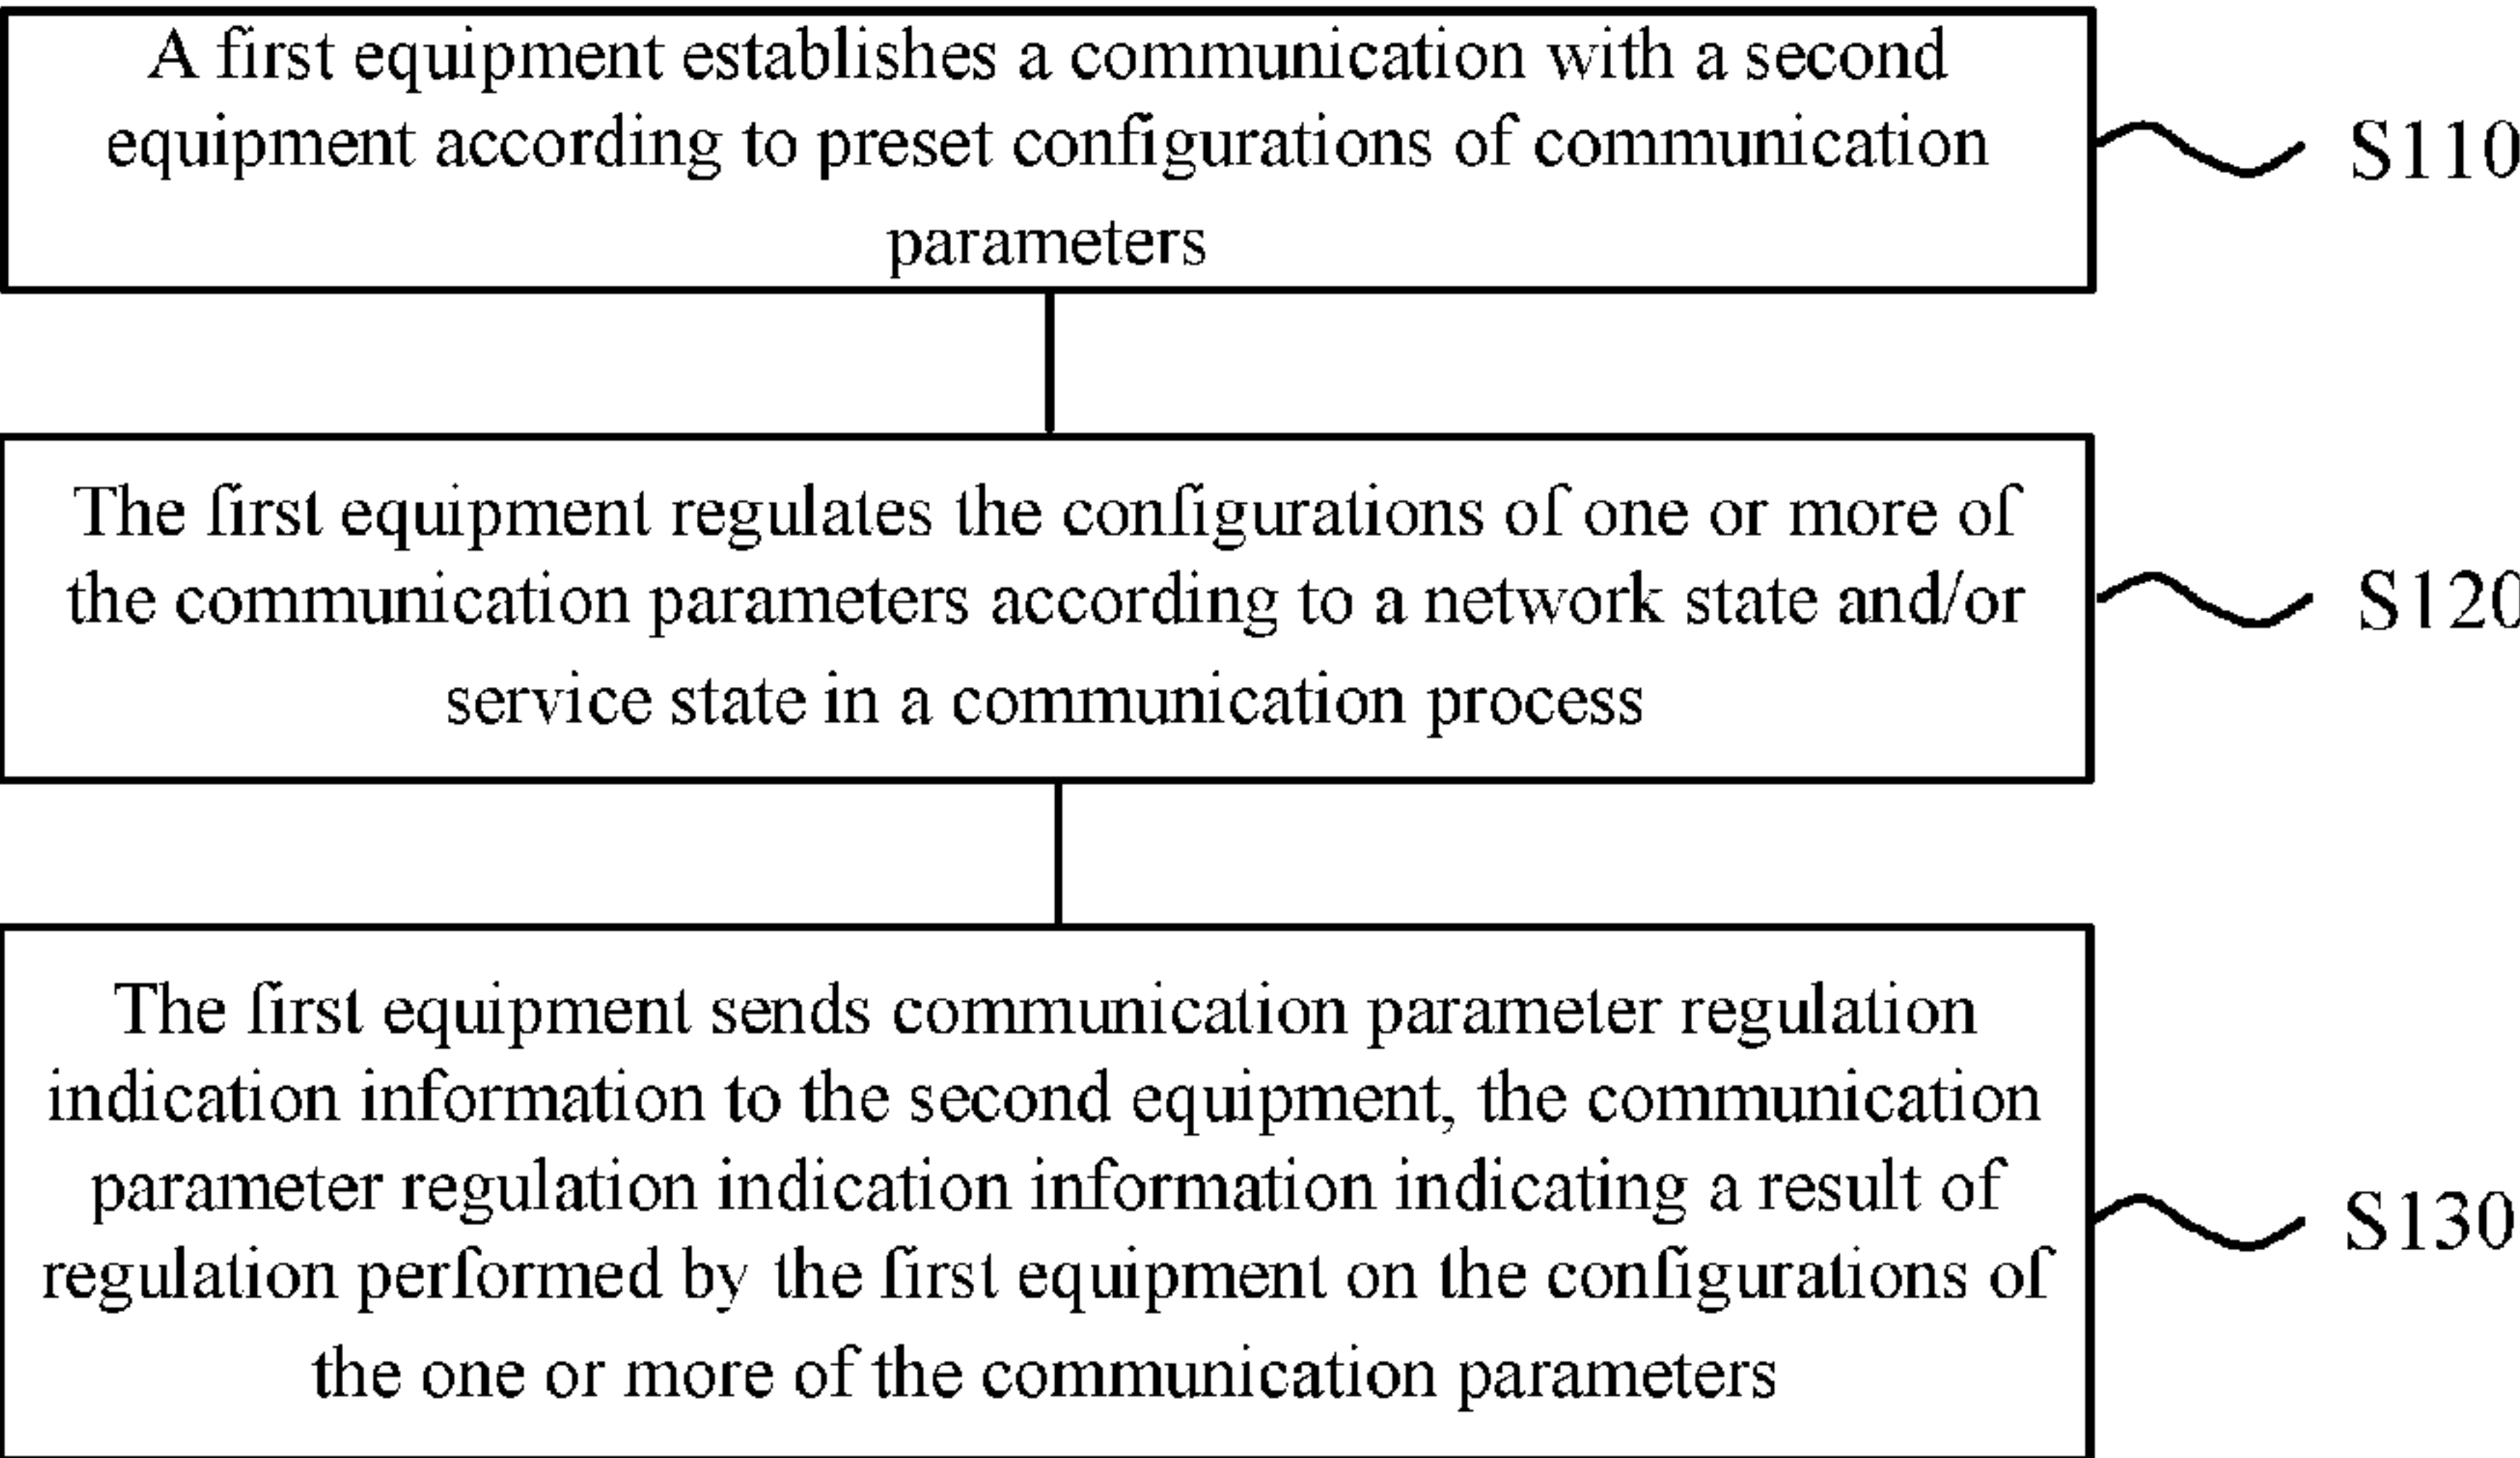 A first equipment establishes a communication with a second
equipment according to preset configurations of communication
parameters
S110
The first equipment regulates the configurations of one or more of
the communication parameters according to a network state and/or
service state in a communication process
S120
The first equipment sends communication parameter regulation
indication information to the second equipment, the communication
parameter regulation indication information indicating a result of
regulation performed by the first equipment on the configurations of
the one or more of the communication parameters
S130